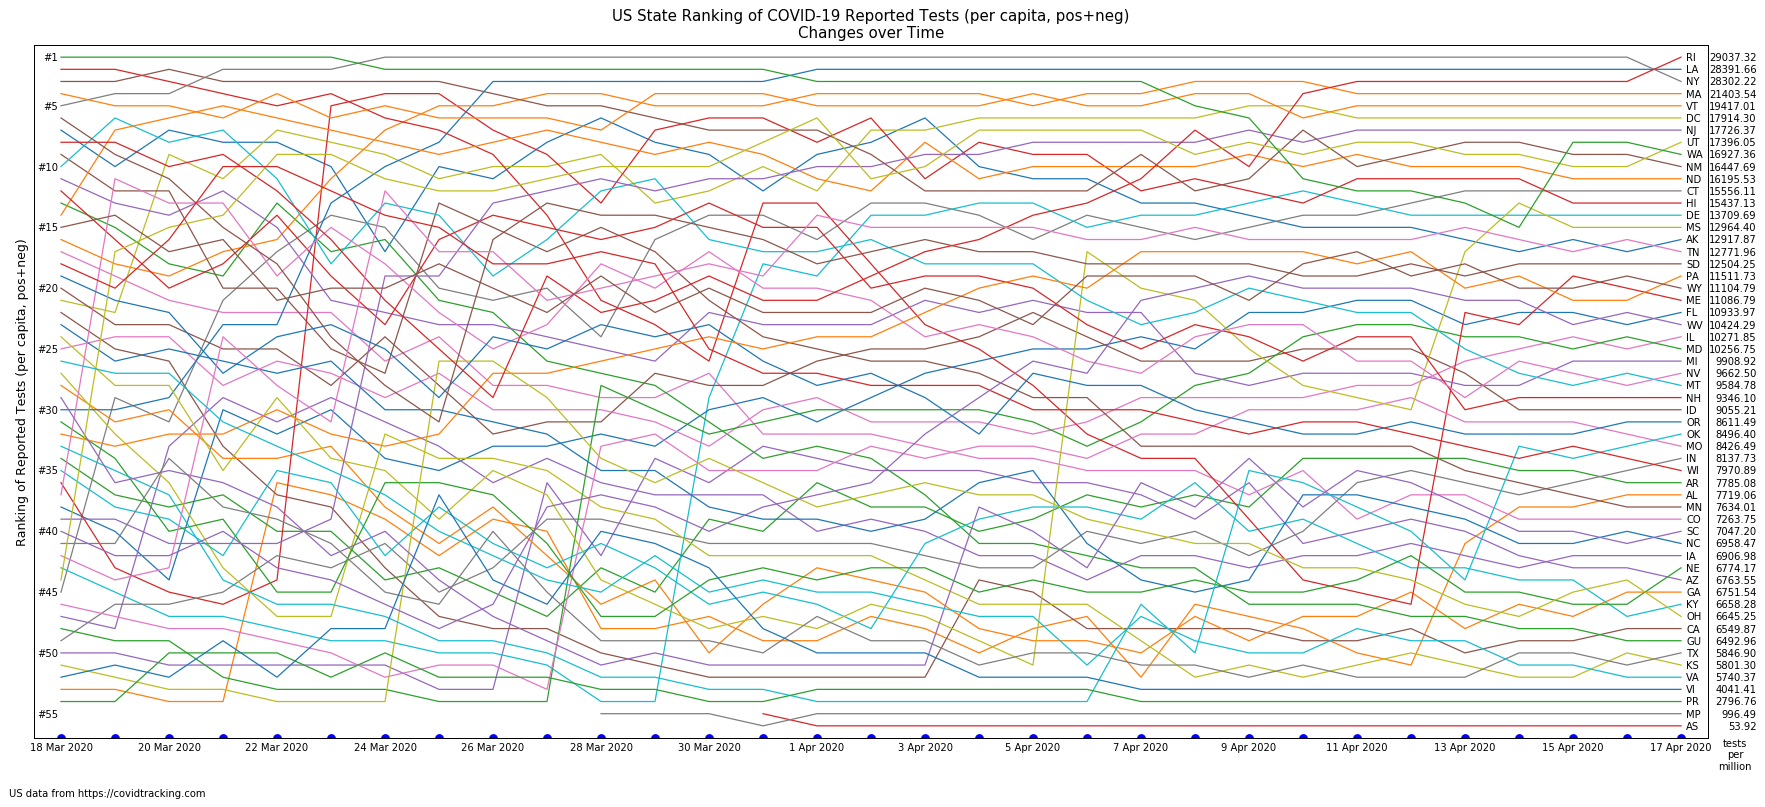 US State Ranking of COVID-19 Reported Tests (per capita, pos+neg)
Changes over Time
Ranking of Reported Tests (per capita, pos+neg)
#1
#5
#10
#15
#20
#25
#30
#35
#40
#45
#50
#55
RI 29037.32
LA 28391.66
NY 28302.22
MA 21403.54
VT 19417.01
DC 17914.30
NJ 17726.37
UT 17396.05
WA 16927.36
NM 16447.69
ND 16195.53
CT 15556.11
HI 15437.13
DE 13709.69
MS 12964.40
AK 12917.87
TN 12771.96
SD 12504.25
PA 11511.73
WY 11104.79
ME 11086.79
FL 10933.97
WV 10424.29
IL 10271.85
MD 10256.75
MI 9908.92
NV 9662.50
MT 9584.78
NH 9346.10
ID 9055.21
OR 8611.49
OK 8496.40
MO 8426.49
IN 8137.73
WI 7970.89
AR 7785.08
AL 7719.06
MN 7634.01
CO 7263.75
SC 7047.20
NC 6958.47
IA 6906.98
NE 6774.17
AZ 6763.55
GA 6751.54
KY 6658.28
OH 6645.25
CA 6549.87
GU 6492.96
TX 5846.90
KS 5801.30
VA 5740.37
VI 4041.41
PR 2796.76
MP 996.49
AS 53.92
18 Mar 2020 20 Mar 2020 22 Mar 2020 24 Mar 2020 26 Mar 2020 28 Mar 2020 30 Mar 2020 1 Apr 2020 3 Apr 2020 5 Apr 2020 7 Apr 2020 9 Apr 2020 11 Apr 2020 13 Apr 2020 15 Apr 2020 17 Apr 2020
tests
per
million
US data from https://covidtracking.com